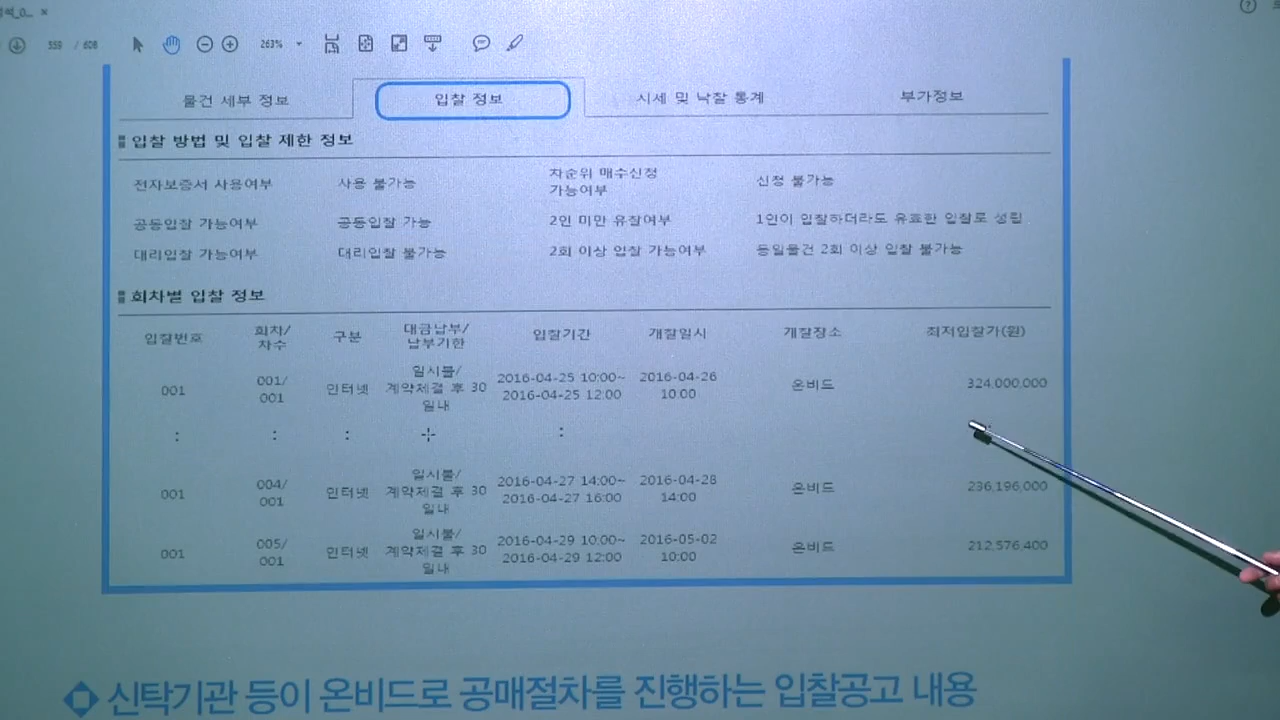 559 / 608
263%
물건 세부 정보 입찰 정보 시세 및 낙찰 통계 부가정보
입찰 방법 및 입찰 제한 정보
전자보증서 사용여부 사용 불가능 차순위 매수신청 가능여부 신청 불가능
공동입찰 가능여부 공동입찰 가능 2인 미만 유찰여부 1인이 입찰하더라도 유효한 입찰로 성립
대리입찰 가능여부 대리입찰 불가능 2회 이상 입찰 가능여부 동일물건 2회 이상 입찰 불가능
회차별 입찰 정보
입찰번호 회차/차수 구분 대금납부/납부기한 입찰기간 개찰일시 개찰장소 최저입찰가(원)
001 001/001 인터넷 일시불/계약체결 후 30일내 2016-04-25 10:00~ 2016-04-25 12:00 2016-04-26 10:00 온비드 324,000,000
: : : : :
001 004/001 인터넷 일시불/계약체결 후 30일내 2016-04-27 14:00~ 2016-04-27 16:00 2016-04-28 14:00 온비드 236,196,000
001 005/001 인터넷 일시불/계약체결 후 30일내 2016-04-29 10:00~ 2016-04-29 12:00 2016-05-02 10:00 온비드 212,576,400
신탁기관 등이 온비드로 공매절차를 진행하는 입찰공고 내용